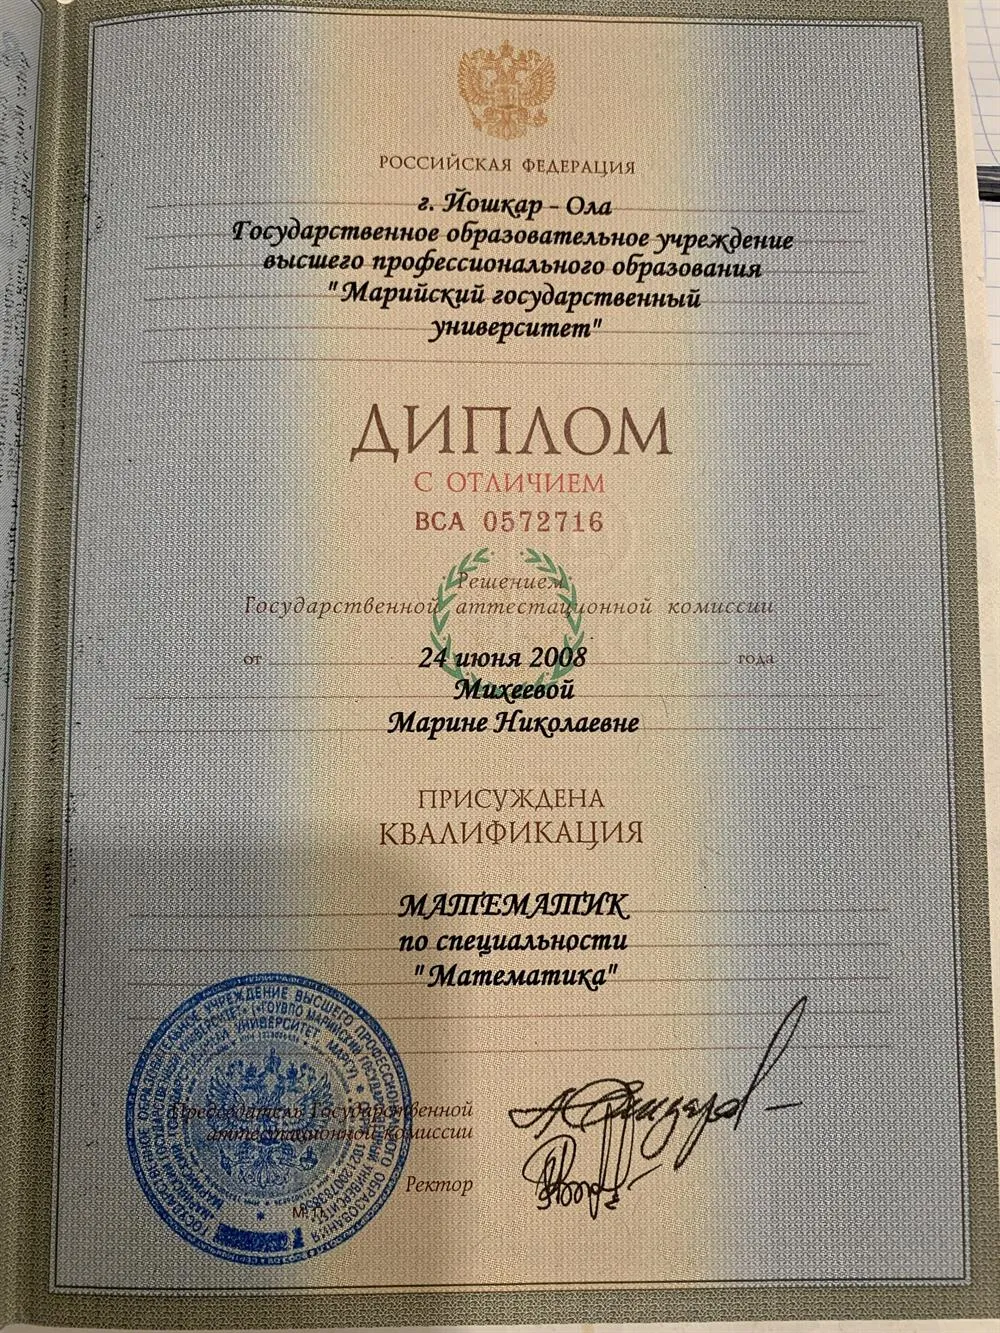 РОССИЙСКАЯ ФЕДЕРАЦИЯ
г. Йошкар - Ола
Государственное образовательное учреждение
высшего профессионального образования
"Марийский государственный
университет"
ДИПЛОМ
С ОТЛИЧИЕМ
ВСА 0572716
Решением
Государственной аттестационной комиссии
от 24 июня 2008 года
Михеевой
Марине Николаевне
ПРИСУЖДЕНА
КВАЛИФИКАЦИЯ
МАТЕМАТИК
по специальности
"Математика"
Председатель Государственной
аттестационной комиссии
Ректор
М.П.